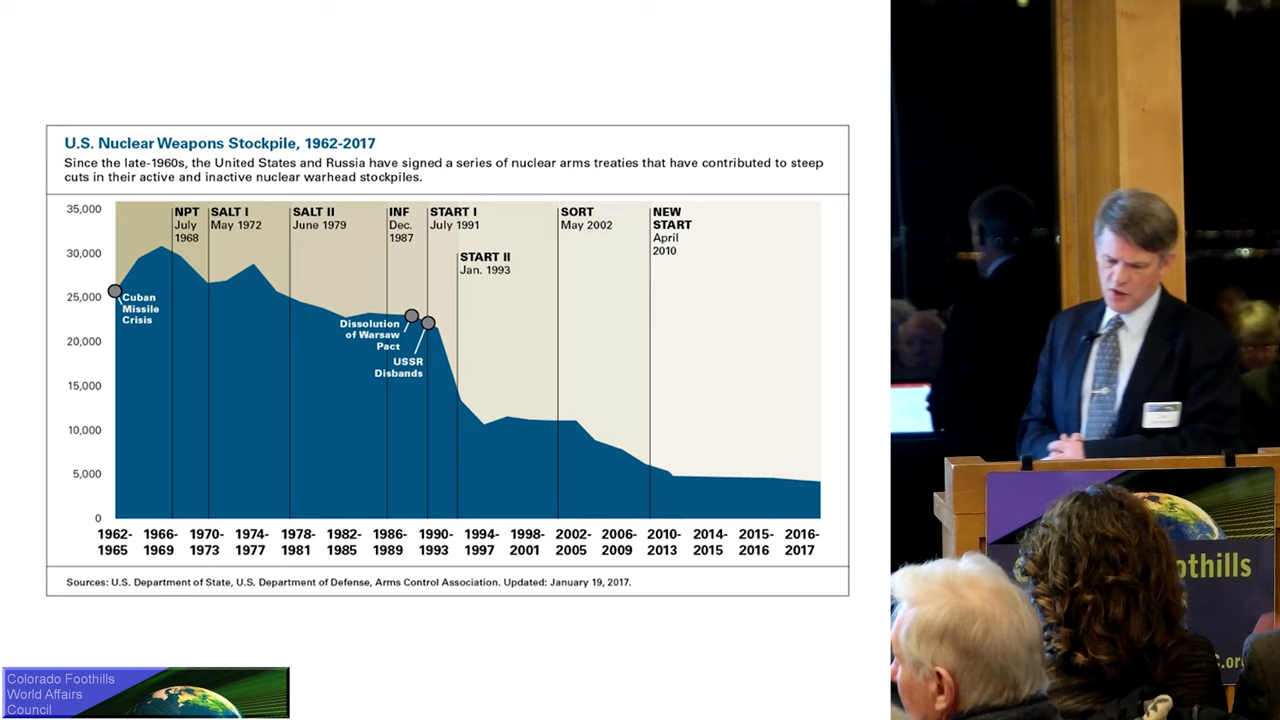 U.S. Nuclear Weapons Stockpile, 1962-2017
Since the late-1960s, the United States and Russia have signed a series of nuclear arms treaties that have contributed to steep
cuts in their active and inactive nuclear warhead stockpiles.
35,000
30,000
25,000
20,000
15,000
10,000
5,000
0
NPT
July
1968
SALT I
May 1972
SALT II
June 1979
INF
Dec.
1987
START I
July 1991
START II
Jan. 1993
SORT
May 2002
NEW
START
April
2010
Cuban
Missile
Crisis
Dissolution
of Warsaw
Pact
USSR
Disbands
1962- 1966- 1970- 1974- 1978- 1982- 1986- 1990- 1994- 1998- 2002- 2006- 2010- 2014- 2015- 2016-
1965 1969 1973 1977 1981 1985 1989 1993 1997 2001 2005 2009 2013 2015 2016 2017
Sources: U.S. Department of State, U.S. Department of Defense, Arms Control Association. Updated: January 19, 2017.
Colorado Foothills
World Affairs
Council
othills
C.org